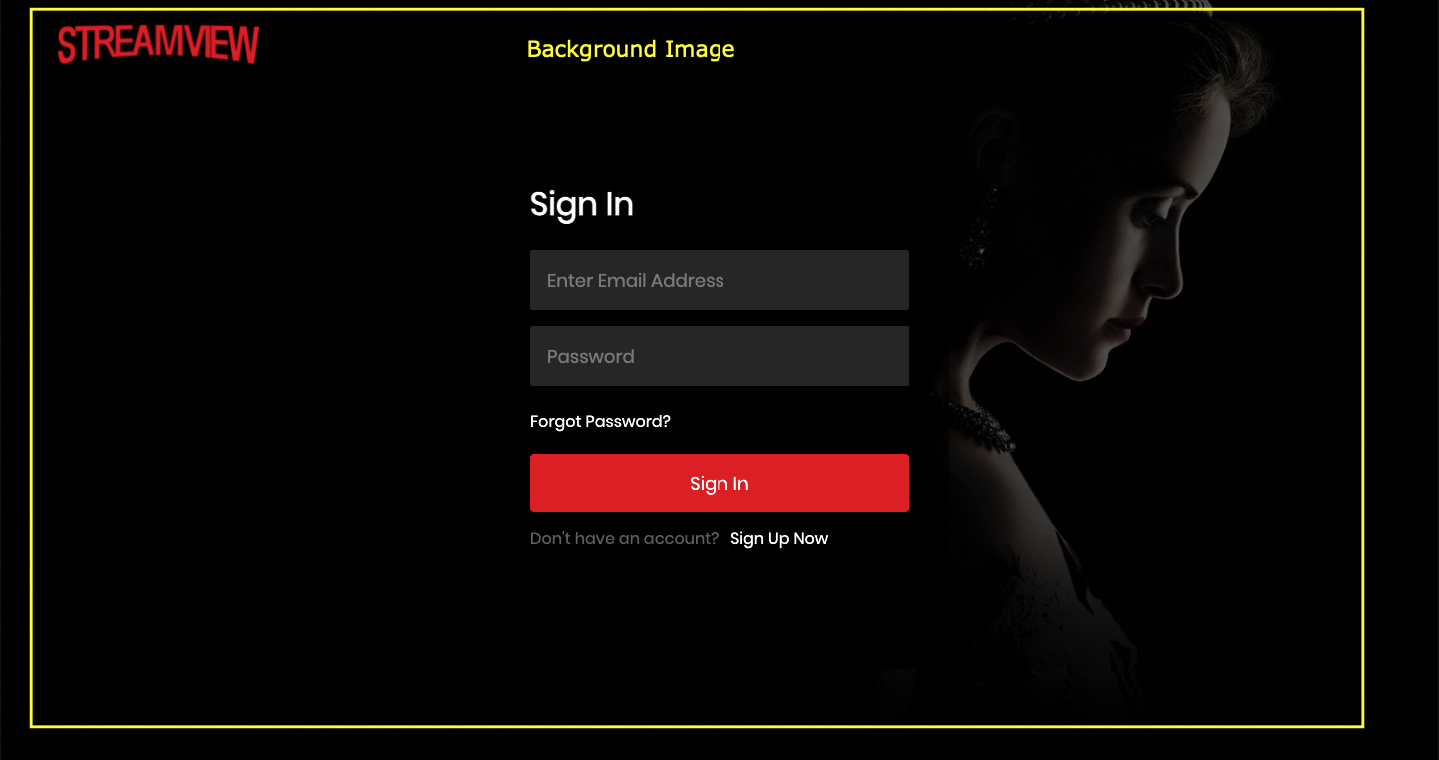 STREAMVIEW
Background Image
Sign In
Enter Email Address
Password
Forgot Password?
Sign In
Don't have an account? Sign Up Now